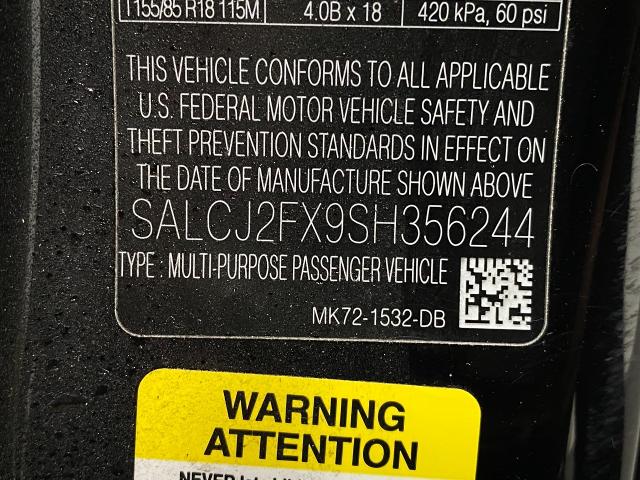 T155/85 R18 115M 4.0B x 18 420 kPa, 60 psi
THIS VEHICLE CONFORMS TO ALL APPLICABLE
U.S. FEDERAL MOTOR VEHICLE SAFETY AND
THEFT PREVENTION STANDARDS IN EFFECT ON
THE DATE OF MANUFACTURE SHOWN ABOVE
SALCJ2FX9SH356244
TYPE : MULTI-PURPOSE PASSENGER VEHICLE
MK72-1532-DB
WARNING
ATTENTION
NEVER